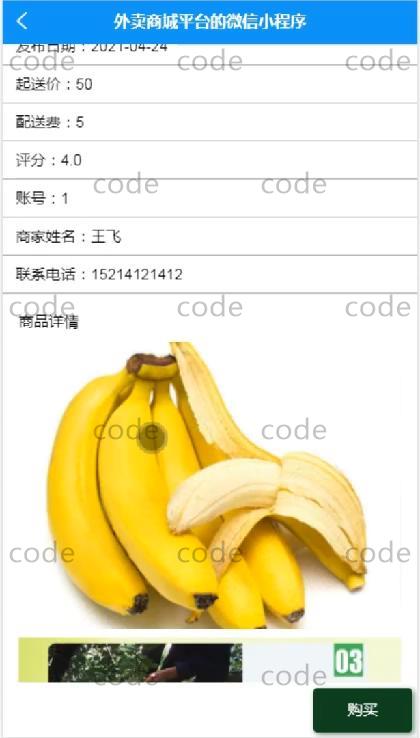 外卖商城平台的微信小程序
发布日期：2021-04-24
code code code
起送价：50
配送费：5
评分：4.0
code code
账号：1
商家姓名：王飞
联系电话：15214121412
code code code
商品详情
code code
code code code
03
code code
购买